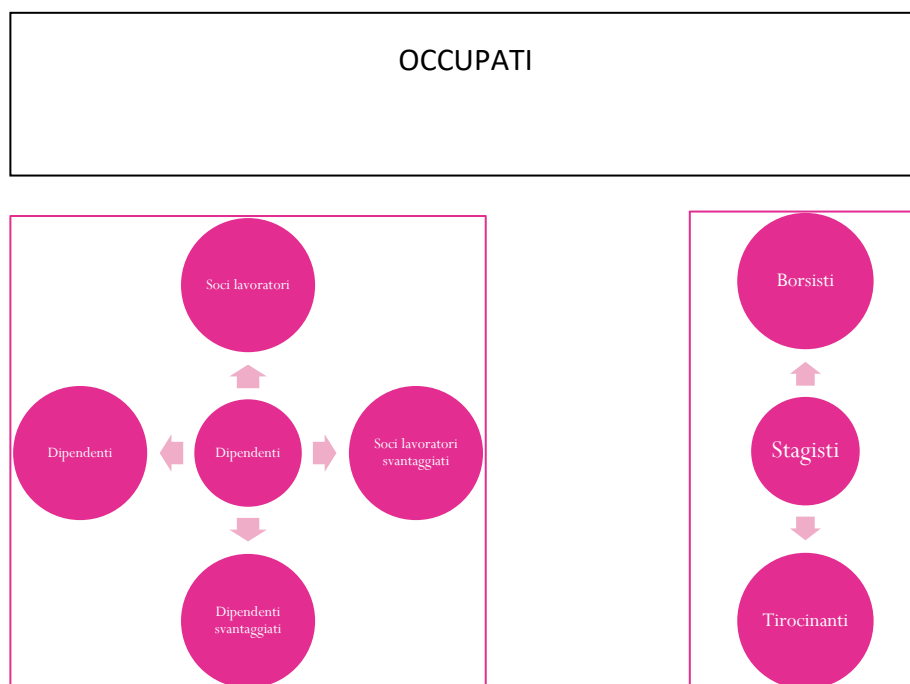 OCCUPATI
Soci lavoratori
Dipendenti
Dipendenti
Soci lavoratori
svantaggiati
Dipendenti
svantaggiati
Borsisti
Stagisti
Tirocinanti